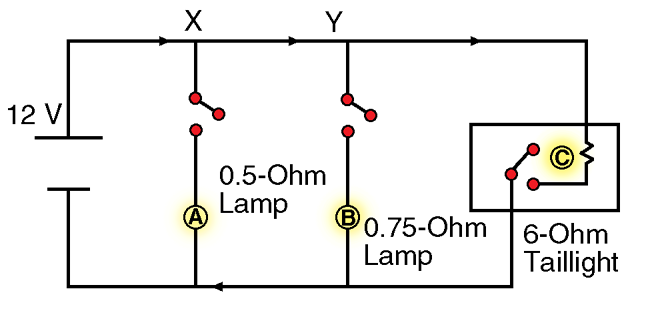 X
Y
12 V
C
0.5-Ohm
Lamp
A
B
0.75-Ohm
Lamp
6-Ohm
Taillight